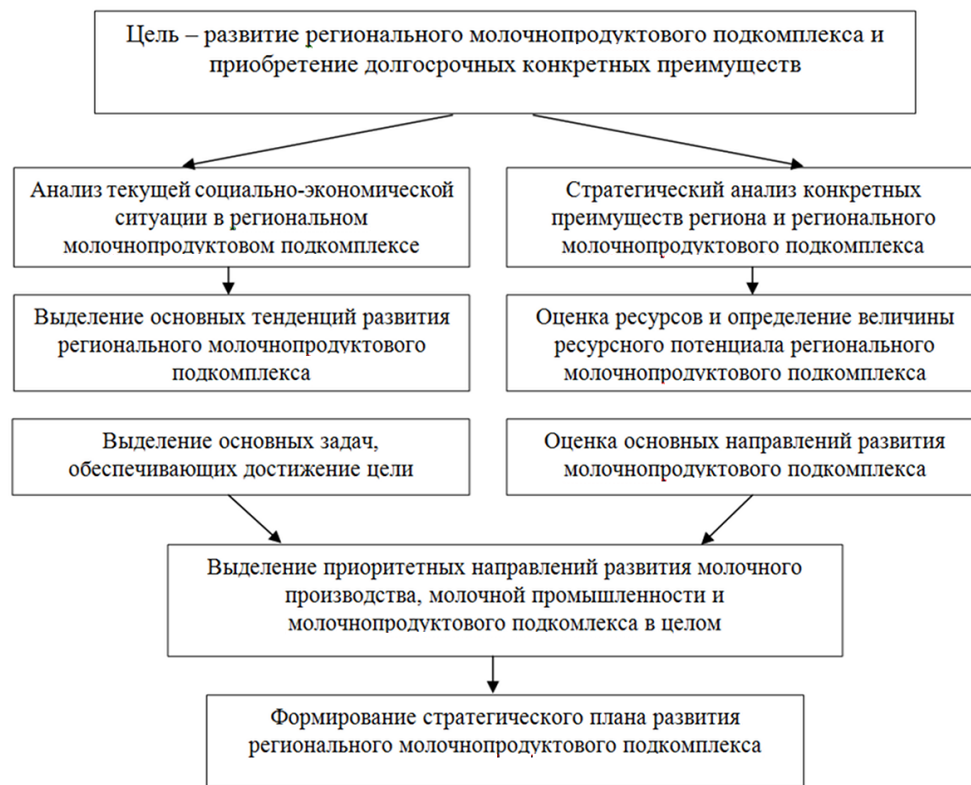 Цель – развитие регионального молочнопродуктового подкомплекса и
приобретение долгосрочных конкретных преимуществ
Анализ текущей социально-экономической
ситуации в региональном
молочнопродуктовом подкомплексе
Стратегический анализ конкретных
преимуществ региона и регионального
молочнопродуктового подкомплекса
Выделение основных тенденций развития
регионального молочнопродуктового
подкомплекса
Оценка ресурсов и определение величины
ресурсного потенциала регионального
молочнопродуктового подкомплекса
Выделение основных задач,
обеспечивающих достижение цели
Оценка основных направлений развития
молочнопродуктового подкомплекса
Выделение приоритетных направлений развития молочного
производства, молочной промышленности и
молочнопродуктового подкомлекса в целом
Формирование стратегического плана развития
регионального молочнопродуктового подкомплекса